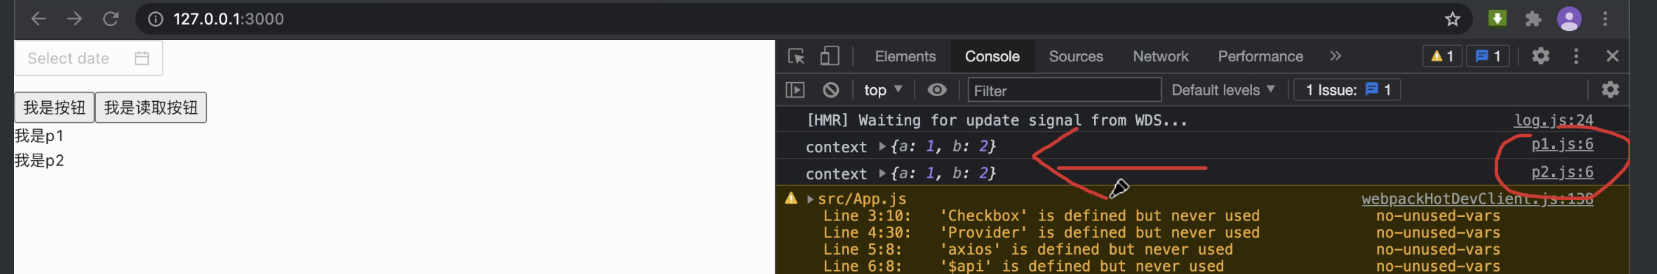 127.0.0.1:3000
Select date
我是按钮 我是读取按钮
我是p1
我是p2
Elements Console Sources Network Performance » 1 1
top Filter Default levels 1 Issue: 1
[HMR] Waiting for update signal from WDS... log.js:24
context {a: 1, b: 2} p1.js:6
context {a: 1, b: 2} p2.js:6
src/App.js webpackHotDevClient.js:138
Line 3:10: 'Checkbox' is defined but never used no-unused-vars
Line 4:30: 'Provider' is defined but never used no-unused-vars
Line 5:8: 'axios' is defined but never used no-unused-vars
Line 6:8: '$api' is defined but never used no-unused-vars